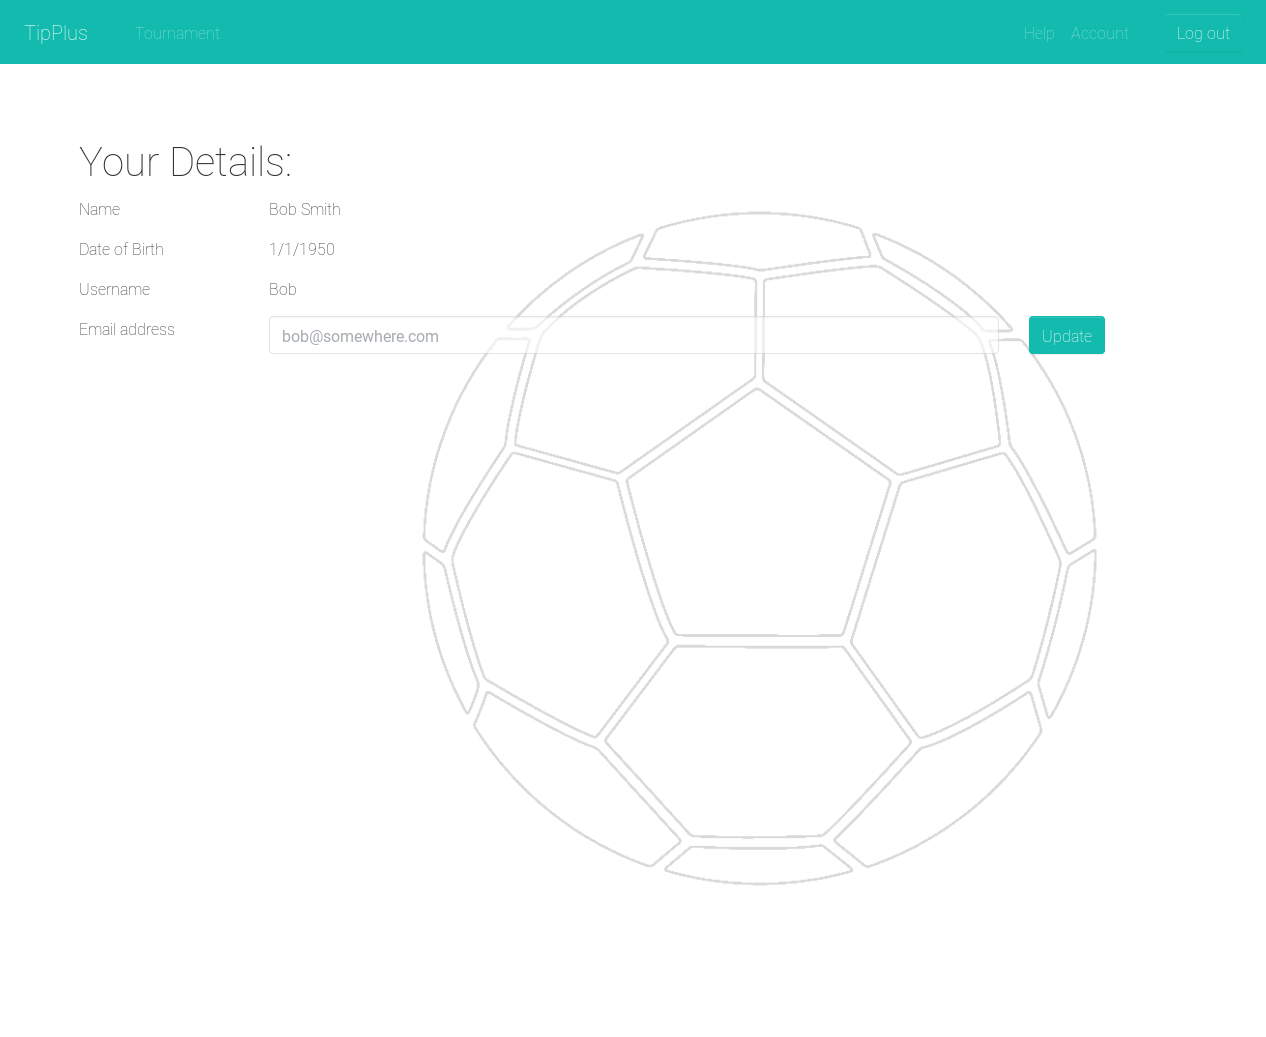 TipPlus Tournament Help Account Log out
Your Details:
Name Bob Smith
Date of Birth 1/1/1950
Username Bob
Email address bob@somewhere.com Update